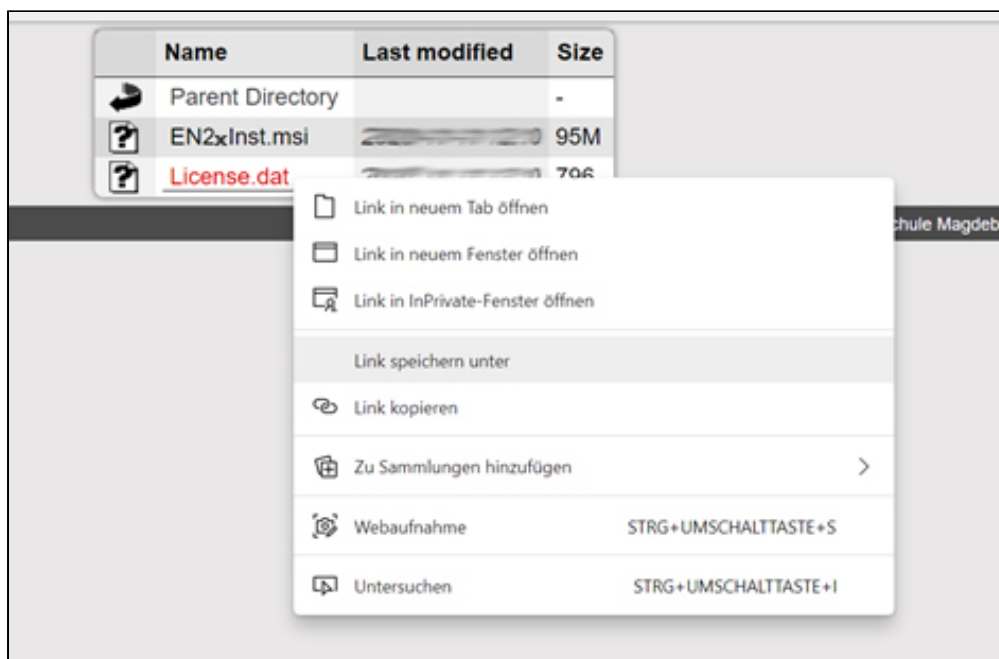 Name Last modified Size
Parent Directory -
EN2xInst.msi 95M
License.dat 796
Link in neuem Tab öffnen
chule Magdeb
Link in neuem Fenster öffnen
Link in InPrivate-Fenster öffnen
Link speichern unter
Link kopieren
Zu Sammlungen hinzufügen
Webaufnahme STRG+UMSCHALTTASTE+S
Untersuchen STRG+UMSCHALTTASTE+I